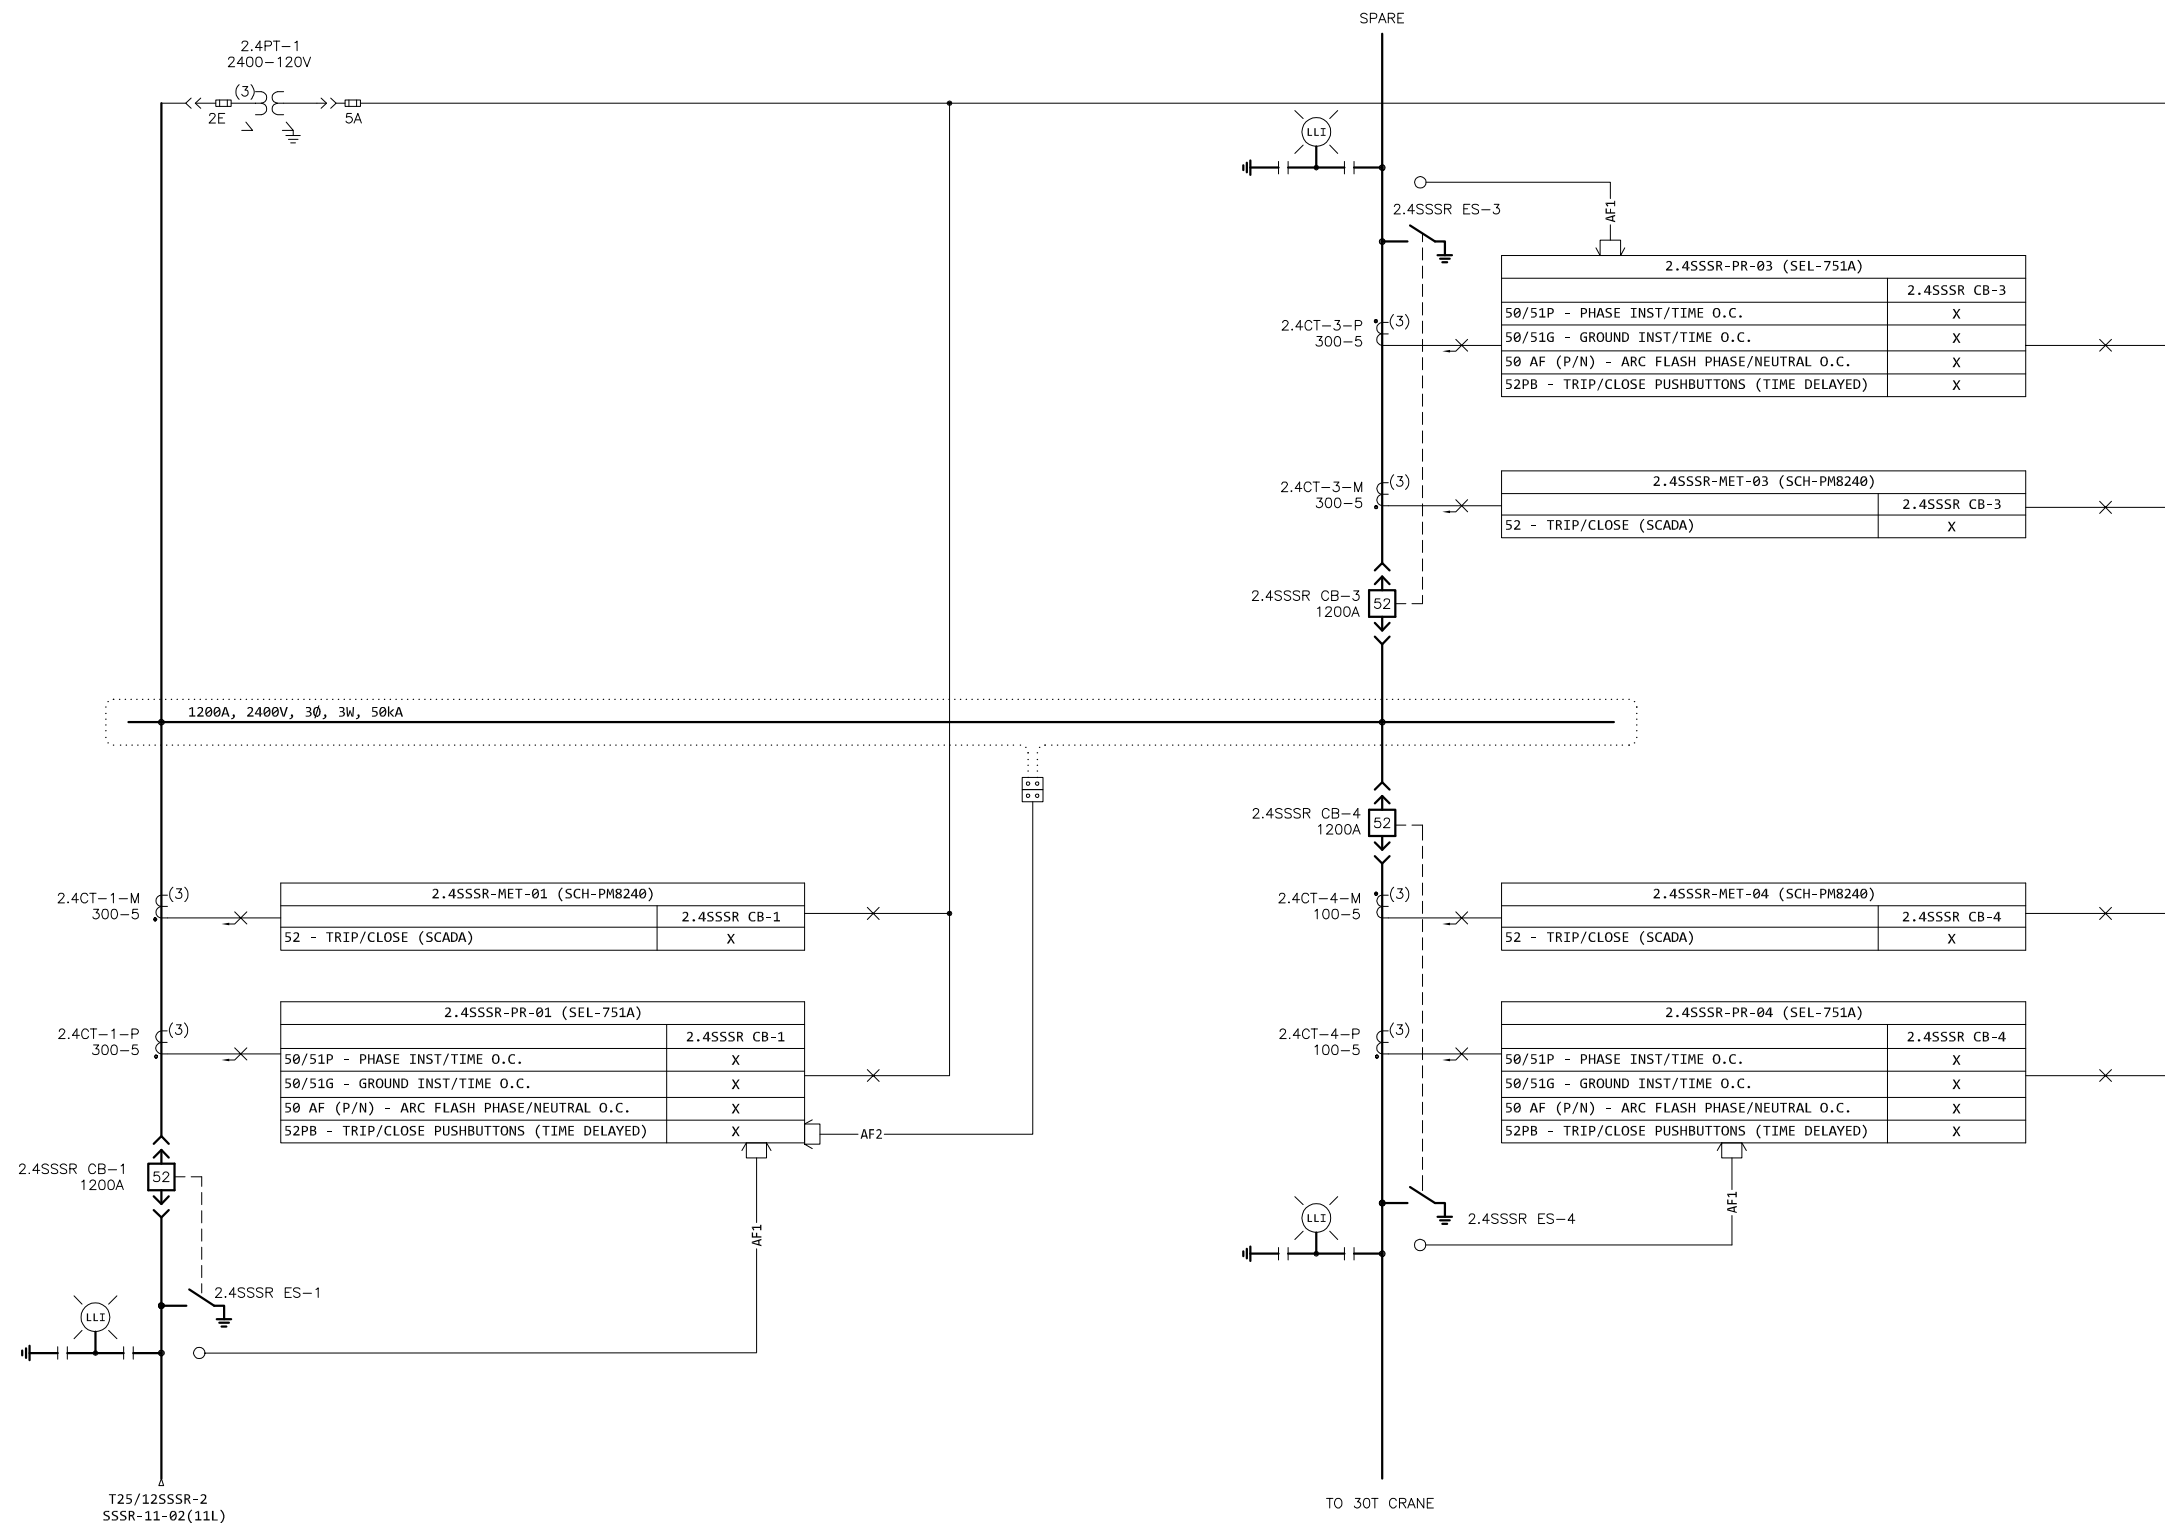 SPARE
2.4PT-1
2400-120V
(3)
2E
5A
LLI
2.4SSSR ES-3
AF1
2.4SSSR-PR-03 (SEL-751A)
2.4SSSR CB-3
50/51P - PHASE INST/TIME O.C. X
50/51G - GROUND INST/TIME O.C. X
50 AF (P/N) - ARC FLASH PHASE/NEUTRAL O.C. X
52PB - TRIP/CLOSE PUSHBUTTONS (TIME DELAYED) X
2.4CT-3-P
300-5
(3)
2.4CT-3-M
300-5
(3)
2.4SSSR-MET-03 (SCH-PM8240)
2.4SSSR CB-3
52 - TRIP/CLOSE (SCADA) X
2.4SSSR CB-3
1200A
52
1200A, 2400V, 3Ø, 3W, 50kA
2.4SSSR CB-4
1200A
52
2.4CT-1-M
300-5
(3)
2.4SSSR-MET-01 (SCH-PM8240)
2.4SSSR CB-1
52 - TRIP/CLOSE (SCADA) X
2.4CT-4-M
100-5
(3)
2.4SSSR-MET-04 (SCH-PM8240)
2.4SSSR CB-4
52 - TRIP/CLOSE (SCADA) X
2.4CT-1-P
300-5
(3)
2.4SSSR-PR-01 (SEL-751A)
2.4SSSR CB-1
50/51P - PHASE INST/TIME O.C. X
50/51G - GROUND INST/TIME O.C. X
50 AF (P/N) - ARC FLASH PHASE/NEUTRAL O.C. X
52PB - TRIP/CLOSE PUSHBUTTONS (TIME DELAYED) X
AF2
2.4CT-4-P
100-5
(3)
2.4SSSR-PR-04 (SEL-751A)
2.4SSSR CB-4
50/51P - PHASE INST/TIME O.C. X
50/51G - GROUND INST/TIME O.C. X
50 AF (P/N) - ARC FLASH PHASE/NEUTRAL O.C. X
52PB - TRIP/CLOSE PUSHBUTTONS (TIME DELAYED) X
2.4SSSR CB-1
1200A
52
AF1
AF1
LLI
2.4SSSR ES-4
2.4SSSR ES-1
LLI
T25/12SSSR-2
SSSR-11-02(11L)
TO 30T CRANE